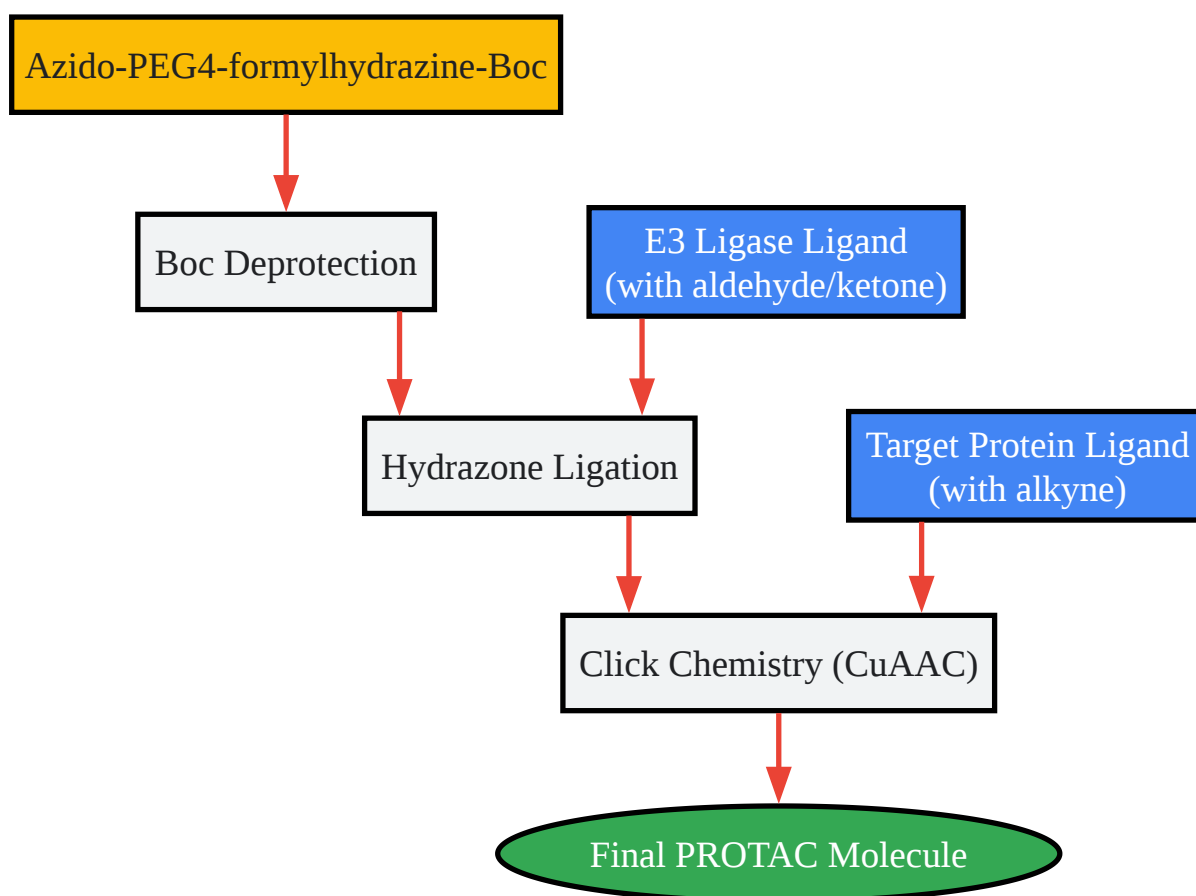 Azido-PEG4-formylhydrazine-Boc
Boc Deprotection
E3 Ligase Ligand
(with aldehyde/ketone)
Hydrazone Ligation
Target Protein Ligand
(with alkyne)
Click Chemistry (CuAAC)
Final PROTAC Molecule